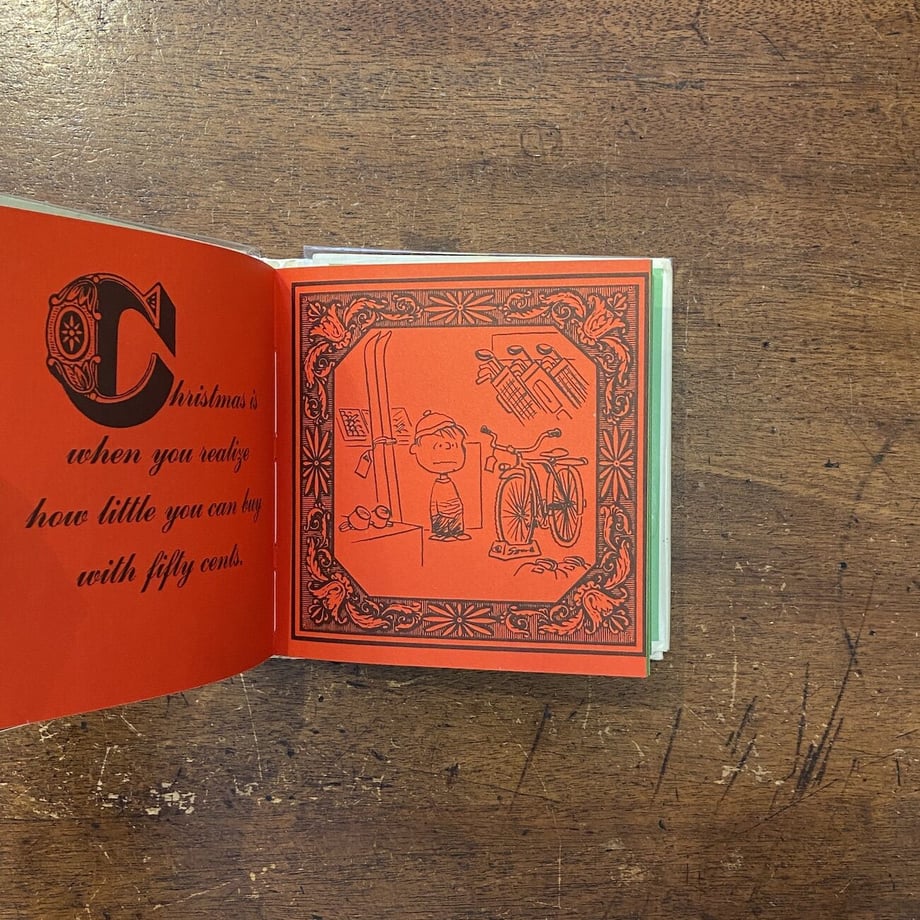 Christmas is
when you realize
how little you can buy
with fifty cents.